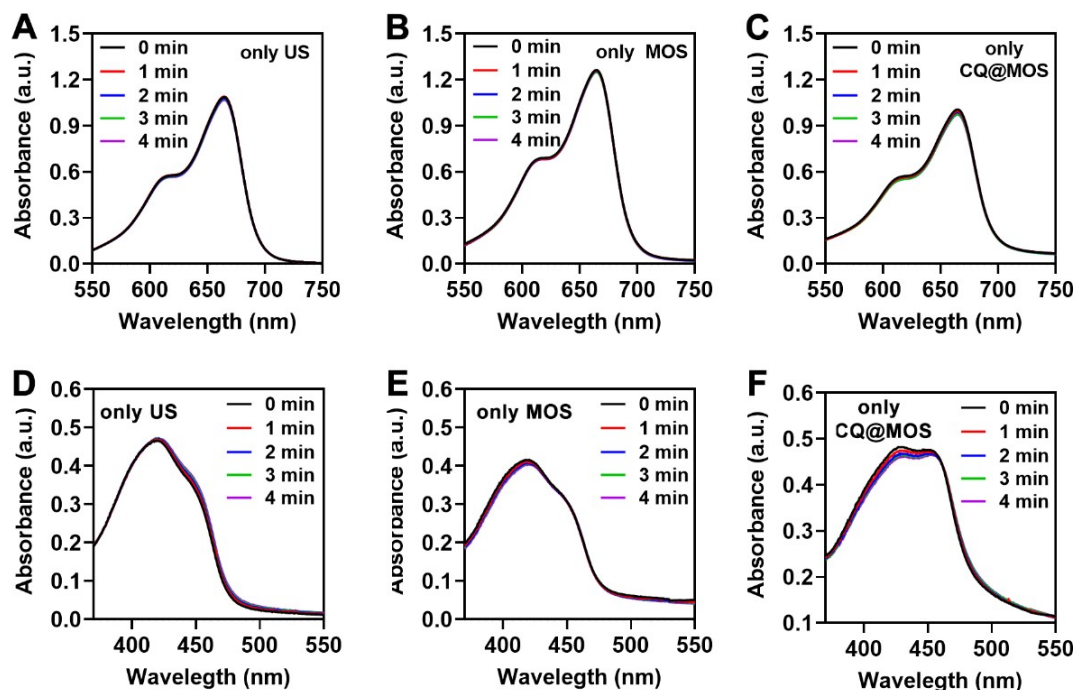 A
Absorbance (a.u.)
1.5
1.2
0.9
0.6
0.3
0.0
0 min
1 min
2 min
3 min
4 min
only US
550 600 650 700 750
Wavelength (nm)
B
Absorbance (a.u.)
1.5
1.2
0.9
0.6
0.3
0.0
0 min
1 min
2 min
3 min
4 min
only MOS
550 600 650 700 750
Wavelegth (nm)
C
Absorbance (a.u.)
1.5
1.2
0.9
0.6
0.3
0.0
0 min
1 min
2 min
3 min
4 min
only
CQ@MOS
550 600 650 700 750
Wavelegth (nm)
D
Absorbance (a.u.)
0.6
0.5
0.4
0.3
0.2
0.1
0.0
only US
0 min
1 min
2 min
3 min
4 min
400 450 500 550
Wavelegth (nm)
E
Absorbance (a.u.)
0.6
0.5
0.4
0.3
0.2
0.1
0.0
only MOS
0 min
1 min
2 min
3 min
4 min
400 450 500 550
Wavelegth (nm)
F
Absorbance (a.u.)
0.6
0.5
0.4
0.3
0.2
0.1
only
CQ@MOS
0 min
1 min
2 min
3 min
4 min
400 450 500 550
Wavelegth (nm)